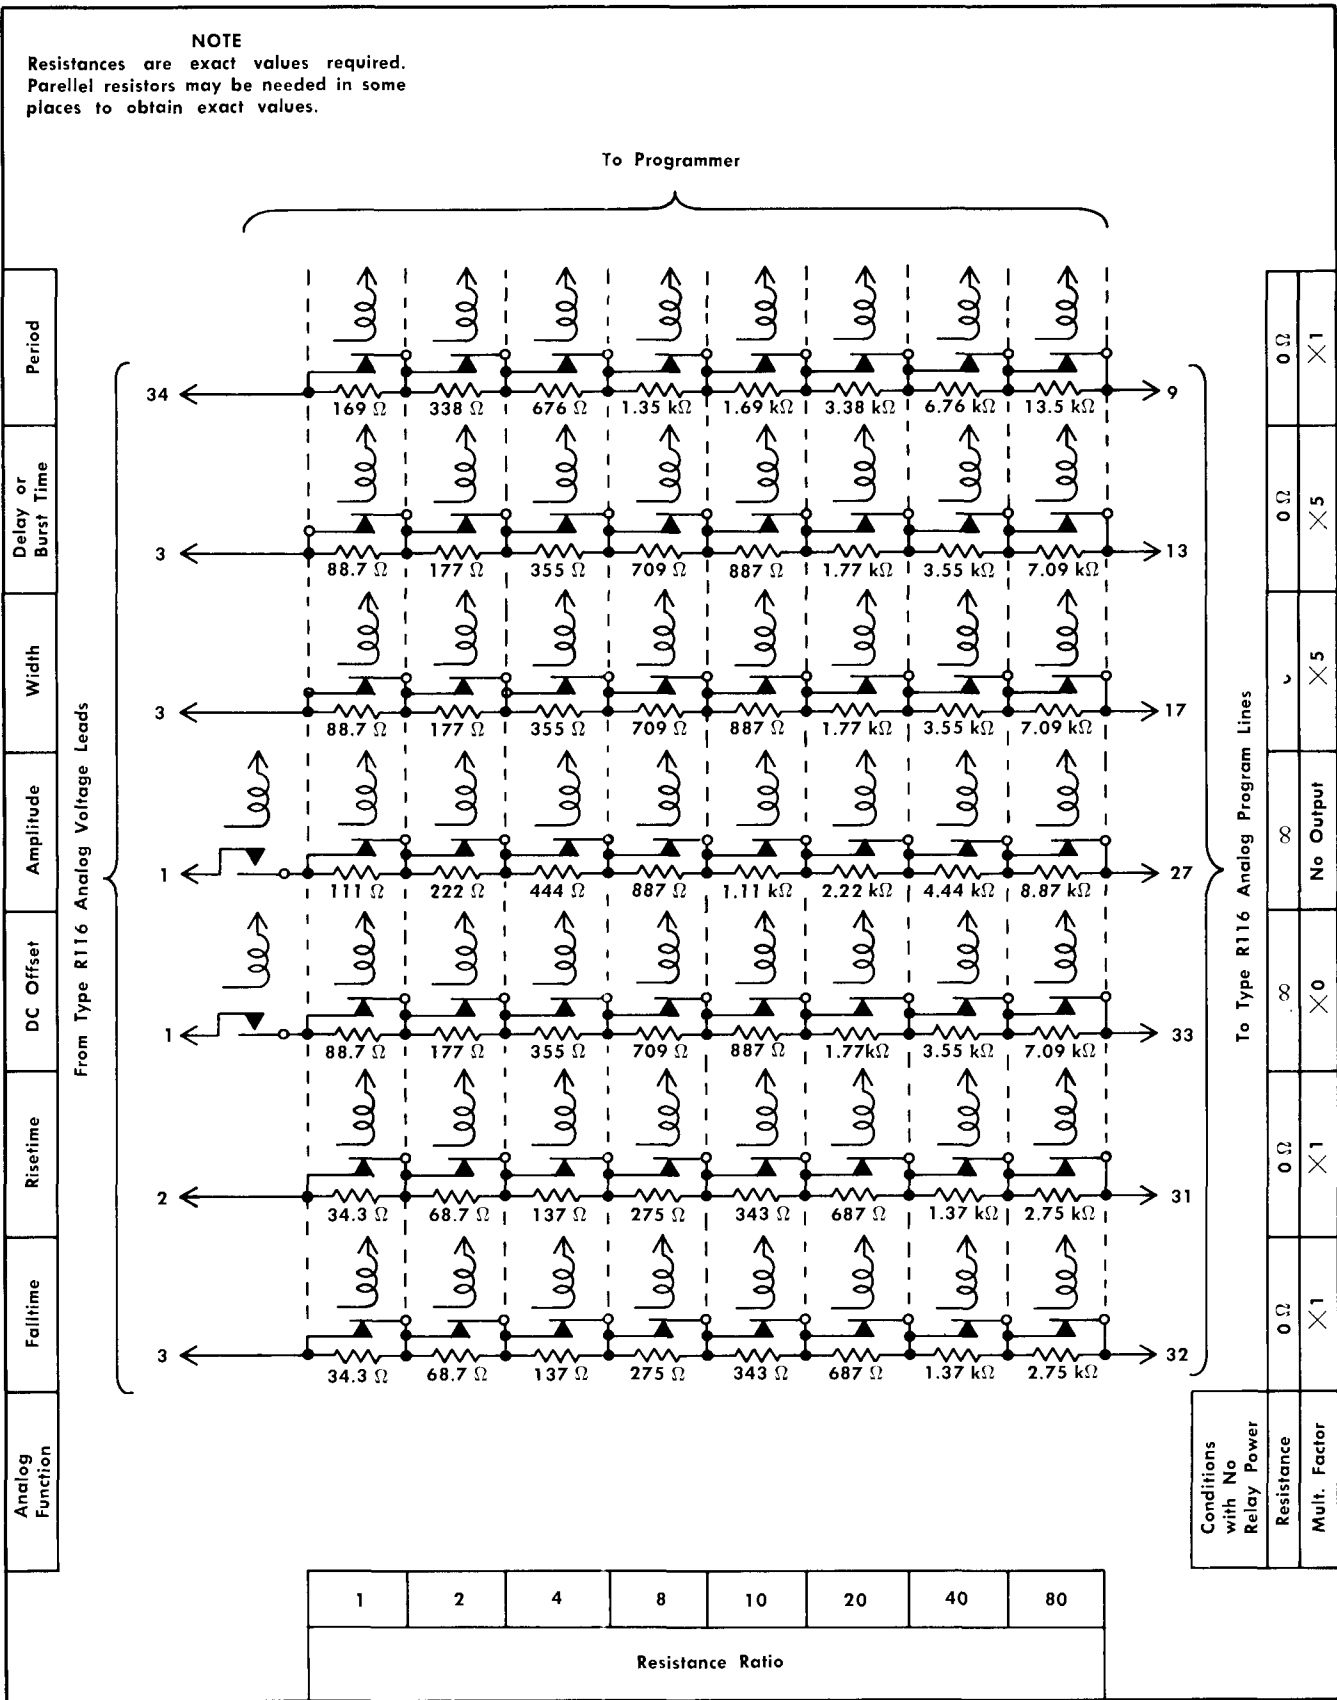 NOTE
Resistances are exact values required.
Parellel resistors may be needed in some
places to obtain exact values.
To Programmer
Period
34
169 Ω 338 Ω 676 Ω 1.35 kΩ 1.69 kΩ 3.38 kΩ 6.76 kΩ 13.5 kΩ
9
0 Ω
×1
Delay or
Burst Time
3
88.7 Ω 177 Ω 355 Ω 709 Ω 887 Ω 1.77 kΩ 3.55 kΩ 7.09 kΩ
13
0 Ω
×5
Width
3
88.7 Ω 177 Ω 355 Ω 709 Ω 887 Ω 1.77 kΩ 3.55 kΩ 7.09 kΩ
17
×5
From Type R116 Analog Voltage Leads
To Type R116 Analog Program Lines
Amplitude
1
111 Ω 222 Ω 444 Ω 887 Ω 1.11 kΩ 2.22 kΩ 4.44 kΩ 8.87 kΩ
27
∞
No Output
DC Offset
1
88.7 Ω 177 Ω 355 Ω 709 Ω 887 Ω 1.77kΩ 3.55 kΩ 7.09 kΩ
33
∞
×0
Risetime
2
34.3 Ω 68.7 Ω 137 Ω 275 Ω 343 Ω 687 Ω 1.37 kΩ 2.75 kΩ
31
0 Ω
×1
Falltime
3
34.3 Ω 68.7 Ω 137 Ω 275 Ω 343 Ω 687 Ω 1.37 kΩ 2.75 kΩ
32
0 Ω
×1
Analog
Function
Conditions
with No
Relay Power
Resistance
Mult. Factor
1 2 4 8 10 20 40 80
Resistance Ratio